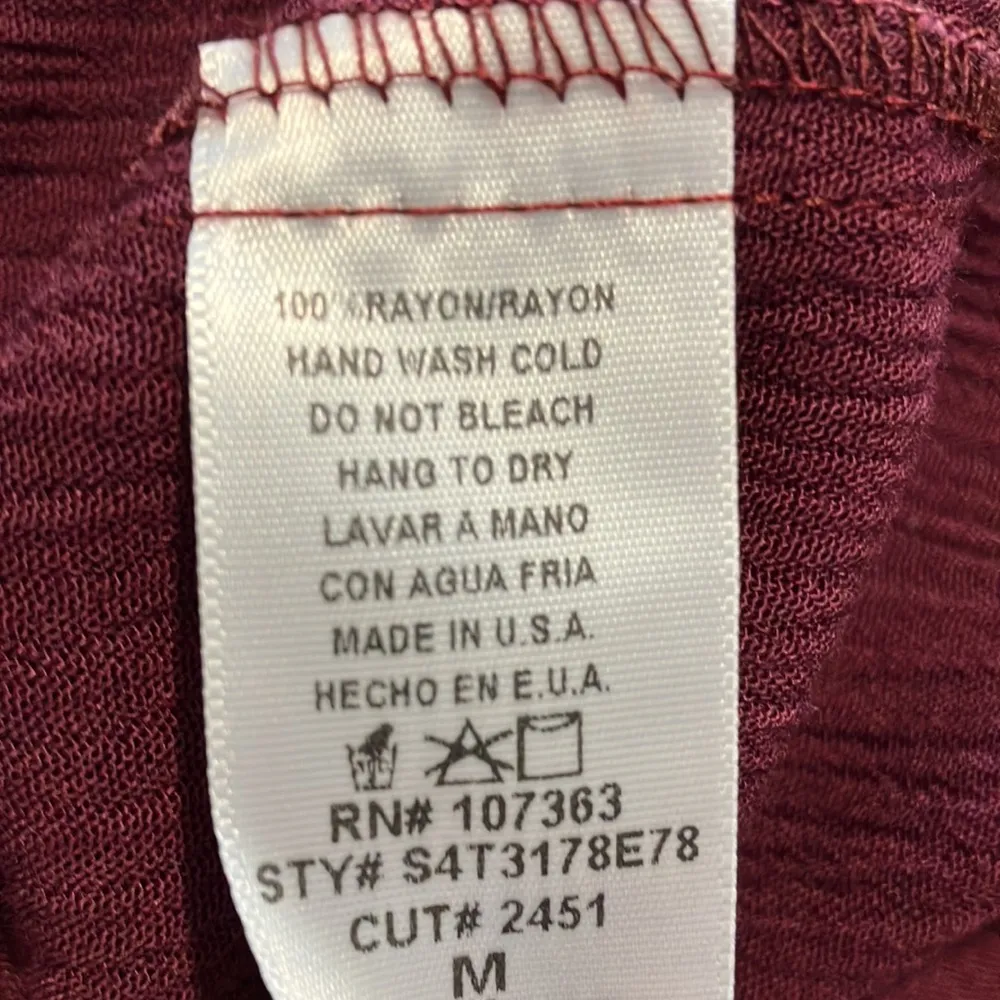 100% RAYON/RAYON
HAND WASH COLD
DO NOT BLEACH
HANG TO DRY
LAVAR A MANO
CON AGUA FRIA
MADE IN U.S.A.
HECHO EN E.U.A.
RN# 107363
STY# S4T3178E78
CUT# 2451
M